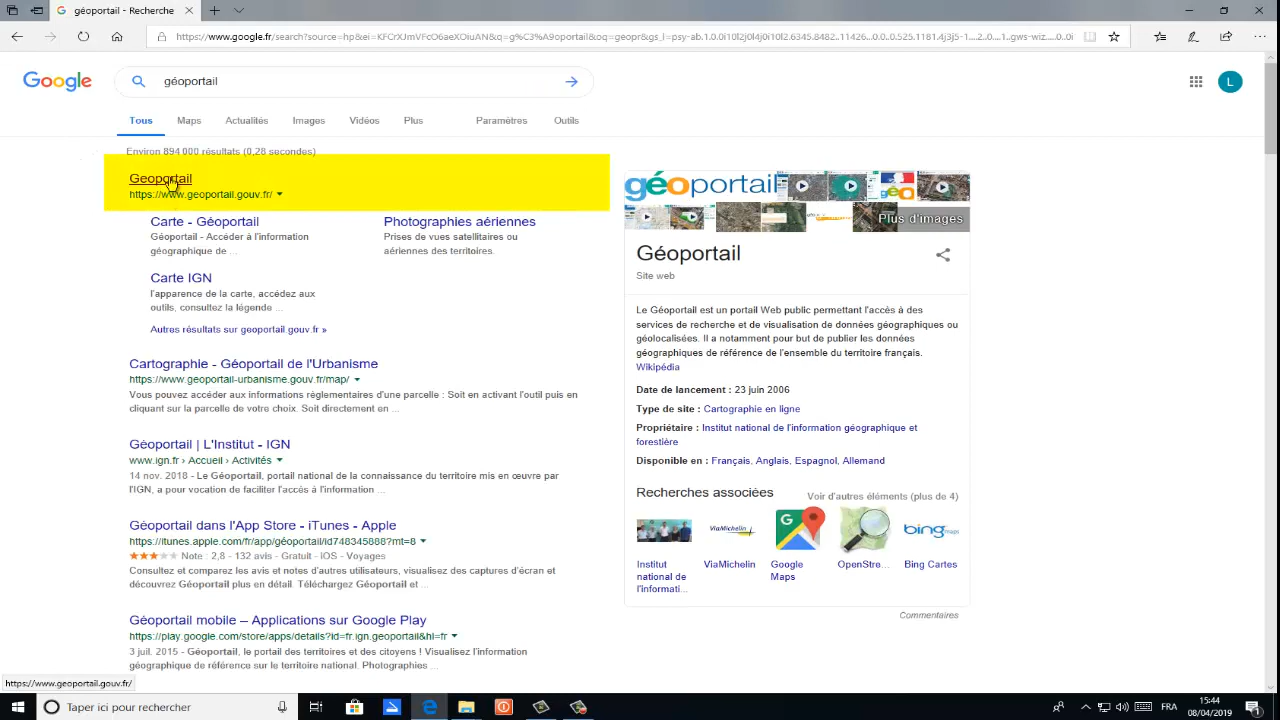 géoportail - Recherche
https://www.google.fr/search?source=hp&ei=KFCrXJmVFcO6aeXOiuAN&q=g%C3%A9oportail&oq=geopr&gs_l=psy-ab.1.0.0i10l2j0l4j0i10l2.6345.8482..11426...0.0..0.525.1181.4j3j5-1....2..0....1..gws-wiz.....0..0i
Google
géoportail
L
Tous Maps Actualités Images Vidéos Plus Paramètres Outils
Environ 894 000 résultats (0,28 secondes)
Geoportail
https://www.geoportail.gouv.fr/
Carte - Géoportail
Géoportail - Accéder à l'information
géographique de ...
Photographies aériennes
Prises de vues satellitaires ou
aériennes des territoires.
Carte IGN
l'apparence de la carte, accédez aux
outils, consultez la légende ...
Autres résultats sur geoportail.gouv.fr »
Cartographie - Géoportail de l'Urbanisme
https://www.geoportail-urbanisme.gouv.fr/map/
Vous pouvez accéder aux informations règlementaires d'une parcelle : Soit en activant l'outil puis en
cliquant sur la parcelle de votre choix. Soit directement en ...
Géoportail | L'Institut - IGN
www.ign.fr › Accueil › Activités
14 nov. 2018 - Le Géoportail, portail national de la connaissance du territoire mis en œuvre par
l'IGN, a pour vocation de faciliter l'accès à l'information ...
Géoportail dans l'App Store - iTunes - Apple
https://itunes.apple.com/fr/app/géoportail/id748345888?mt=8
Note : 2,8 - 132 avis - Gratuit - iOS - Voyages
Consultez et comparez les avis et notes d'autres utilisateurs, visualisez des captures d'écran et
découvrez Géoportail plus en détail. Téléchargez Géoportail et ...
Géoportail mobile – Applications sur Google Play
https://play.google.com/store/apps/details?id=fr.ign.geoportail&hl=fr
3 juil. 2015 - Géoportail, le portail des territoires et des citoyens ! Visualisez l'information
géographique de référence sur le territoire national. Photographies ...
géoportail
Plus d'images
Géoportail
Site web
Le Géoportail est un portail Web public permettant l'accès à des
services de recherche et de visualisation de données géographiques ou
géolocalisées. Il a notamment pour but de publier les données
géographiques de référence de l'ensemble du territoire français.
Wikipédia
Date de lancement : 23 juin 2006
Type de site : Cartographie en ligne
Propriétaire : Institut national de l'information géographique et
forestière
Disponible en : Français, Anglais, Espagnol, Allemand
Recherches associées
Voir d'autres éléments (plus de 4)
ViaMichelin
G
bing maps
Institut
national de
l'informati...
ViaMichelin
Google
Maps
OpenStre...
Bing Cartes
Commentaires
https://www.geoportail.gouv.fr/
Taper ici pour rechercher
FRA
15:44
08/04/2019
1